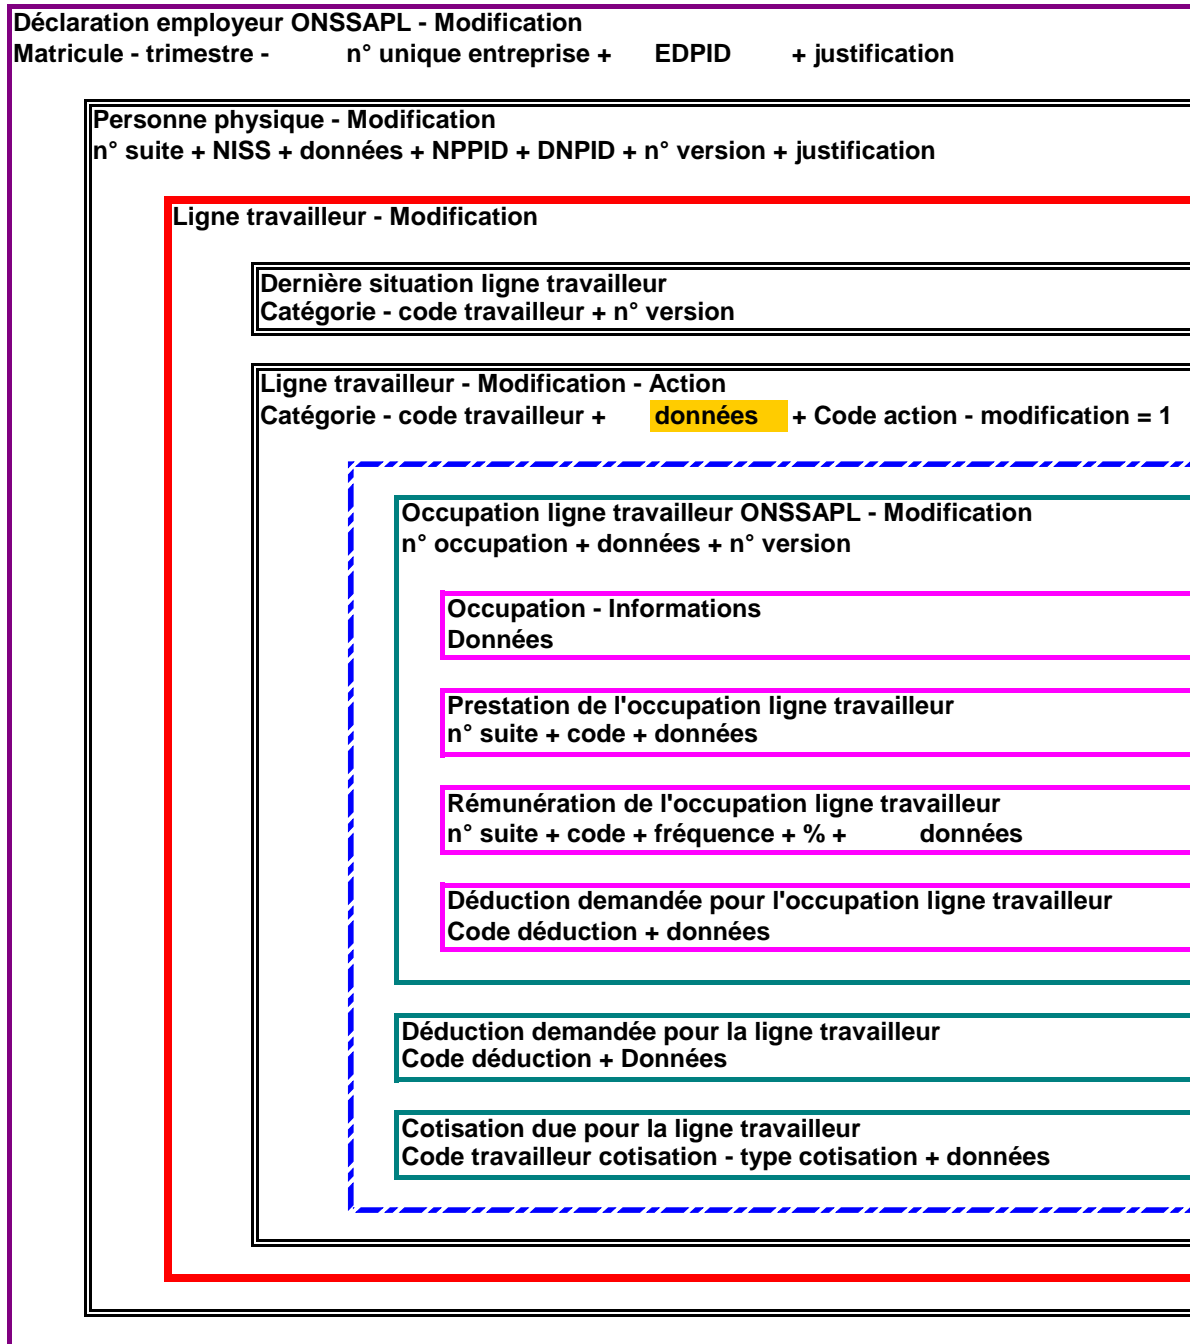 Déclaration employeur ONSSAPL - Modification
Matricule - trimestre - n° unique entreprise + EDPID + justification
Personne physique - Modification
n° suite + NISS + données + NPPID + DNPID + n° version + justification
Ligne travailleur - Modification
Dernière situation ligne travailleur
Catégorie - code travailleur + n° version
Ligne travailleur - Modification - Action
Catégorie - code travailleur + données + Code action - modification = 1
Occupation ligne travailleur ONSSAPL - Modification
n° occupation + données + n° version
Occupation - Informations
Données
Prestation de l'occupation ligne travailleur
n° suite + code + données
Rémunération de l'occupation ligne travailleur
n° suite + code + fréquence + % + données
Déduction demandée pour l'occupation ligne travailleur
Code déduction + données
Déduction demandée pour la ligne travailleur
Code déduction + Données
Cotisation due pour la ligne travailleur
Code travailleur cotisation - type cotisation + données